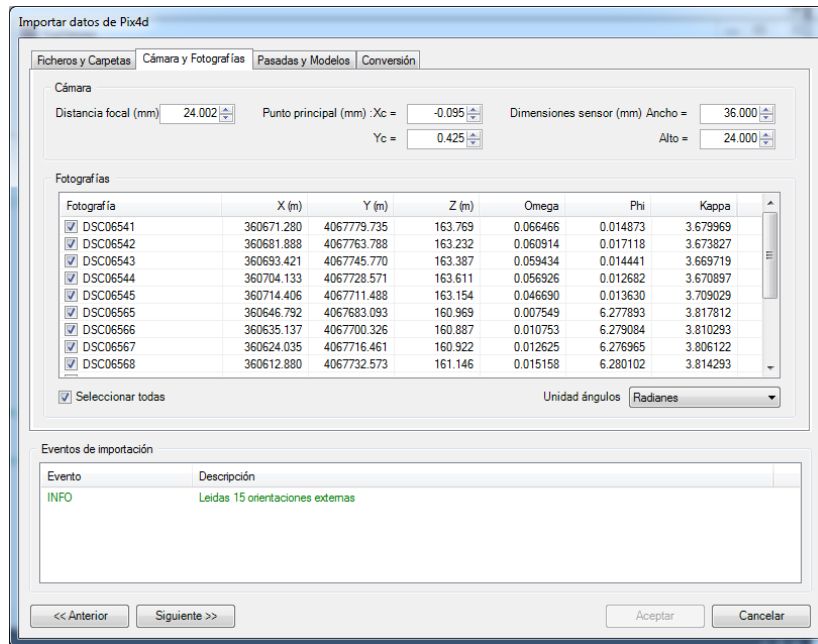 Importar datos de Pix4d
Ficheros y Carpetas Cámara y Fotografías Pasadas y Modelos Conversión
Cámara
Distancia focal (mm) 24.002 Punto principal (mm) :Xc = -0.095 Dimensiones sensor (mm) Ancho = 36.000
Yc = 0.425 Alto = 24.000
Fotografías
Fotografía X (m) Y (m) Z (m) Omega Phi Kappa
DSC06541 360671.280 4067779.735 163.769 0.066466 0.014873 3.679969
DSC06542 360681.888 4067763.788 163.232 0.060914 0.017118 3.673827
DSC06543 360693.421 4067745.770 163.387 0.059434 0.014441 3.669719
DSC06544 360704.133 4067728.571 163.611 0.056926 0.012682 3.670897
DSC06545 360714.406 4067711.488 163.154 0.046690 0.013630 3.709029
DSC06565 360646.792 4067683.093 160.969 0.007549 6.277893 3.817812
DSC06566 360635.137 4067700.326 160.887 0.010753 6.279084 3.810293
DSC06567 360624.035 4067716.461 160.922 0.012625 6.276965 3.806122
DSC06568 360612.880 4067732.573 161.146 0.015158 6.280102 3.814293
Seleccionar todas Unidad ángulos Radianes
Eventos de importación
Evento Descripción
INFO Leidas 15 orientaciones externas
<< Anterior Siguiente >> Aceptar Cancelar